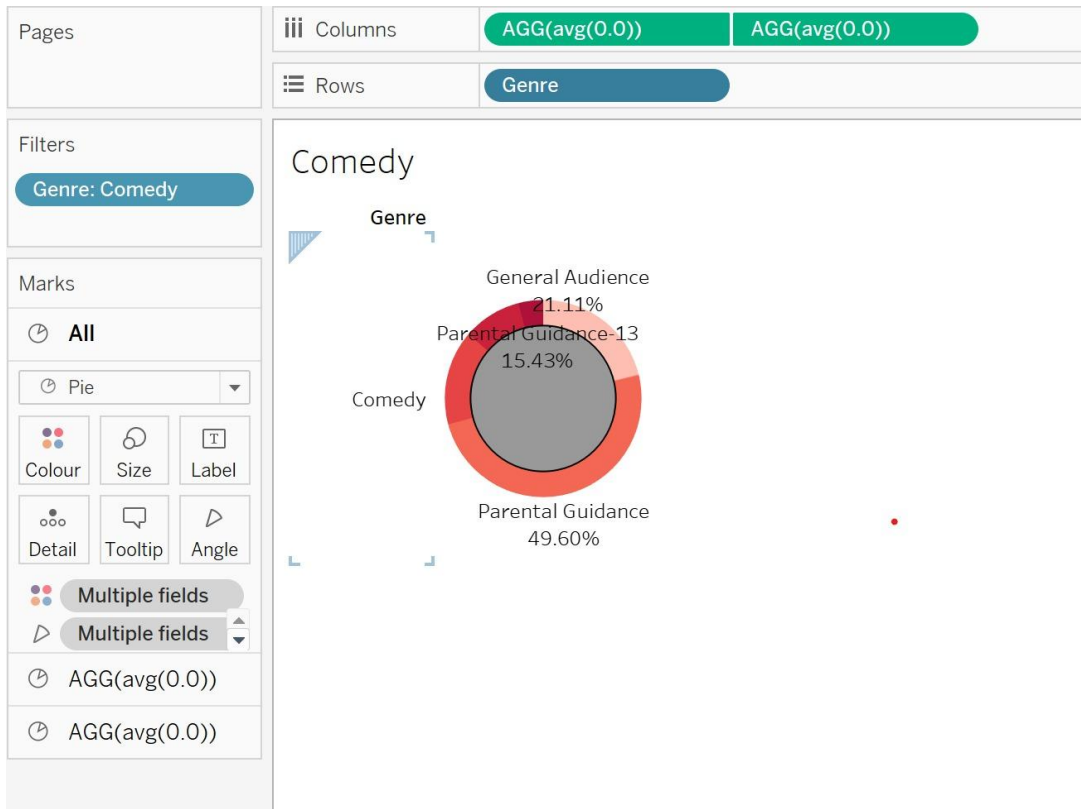 Pages
Columns
AGG(avg(0.0))
AGG(avg(0.0))
Rows
Genre
Filters
Genre: Comedy
Marks
All
Pie
Colour
Size
T
Label
Detail
Tooltip
Angle
Multiple fields
Multiple fields
AGG(avg(0.0))
AGG(avg(0.0))
Comedy
Genre
General Audience
21.11%
Parental Guidance-13
15.43%
Comedy
Parental Guidance
49.60%